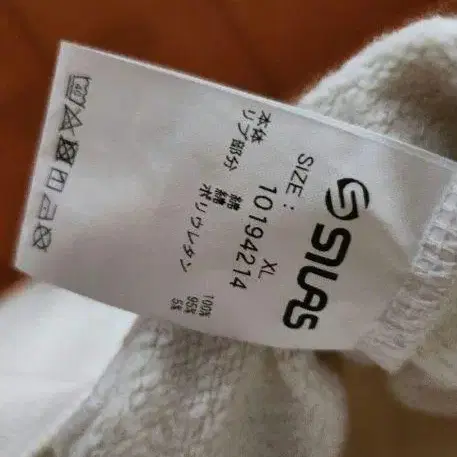 SILAS
SIZE : XL
10194214
本体 綿 100%
リブ部分 綿 95%
ポリウレタン 5%
40